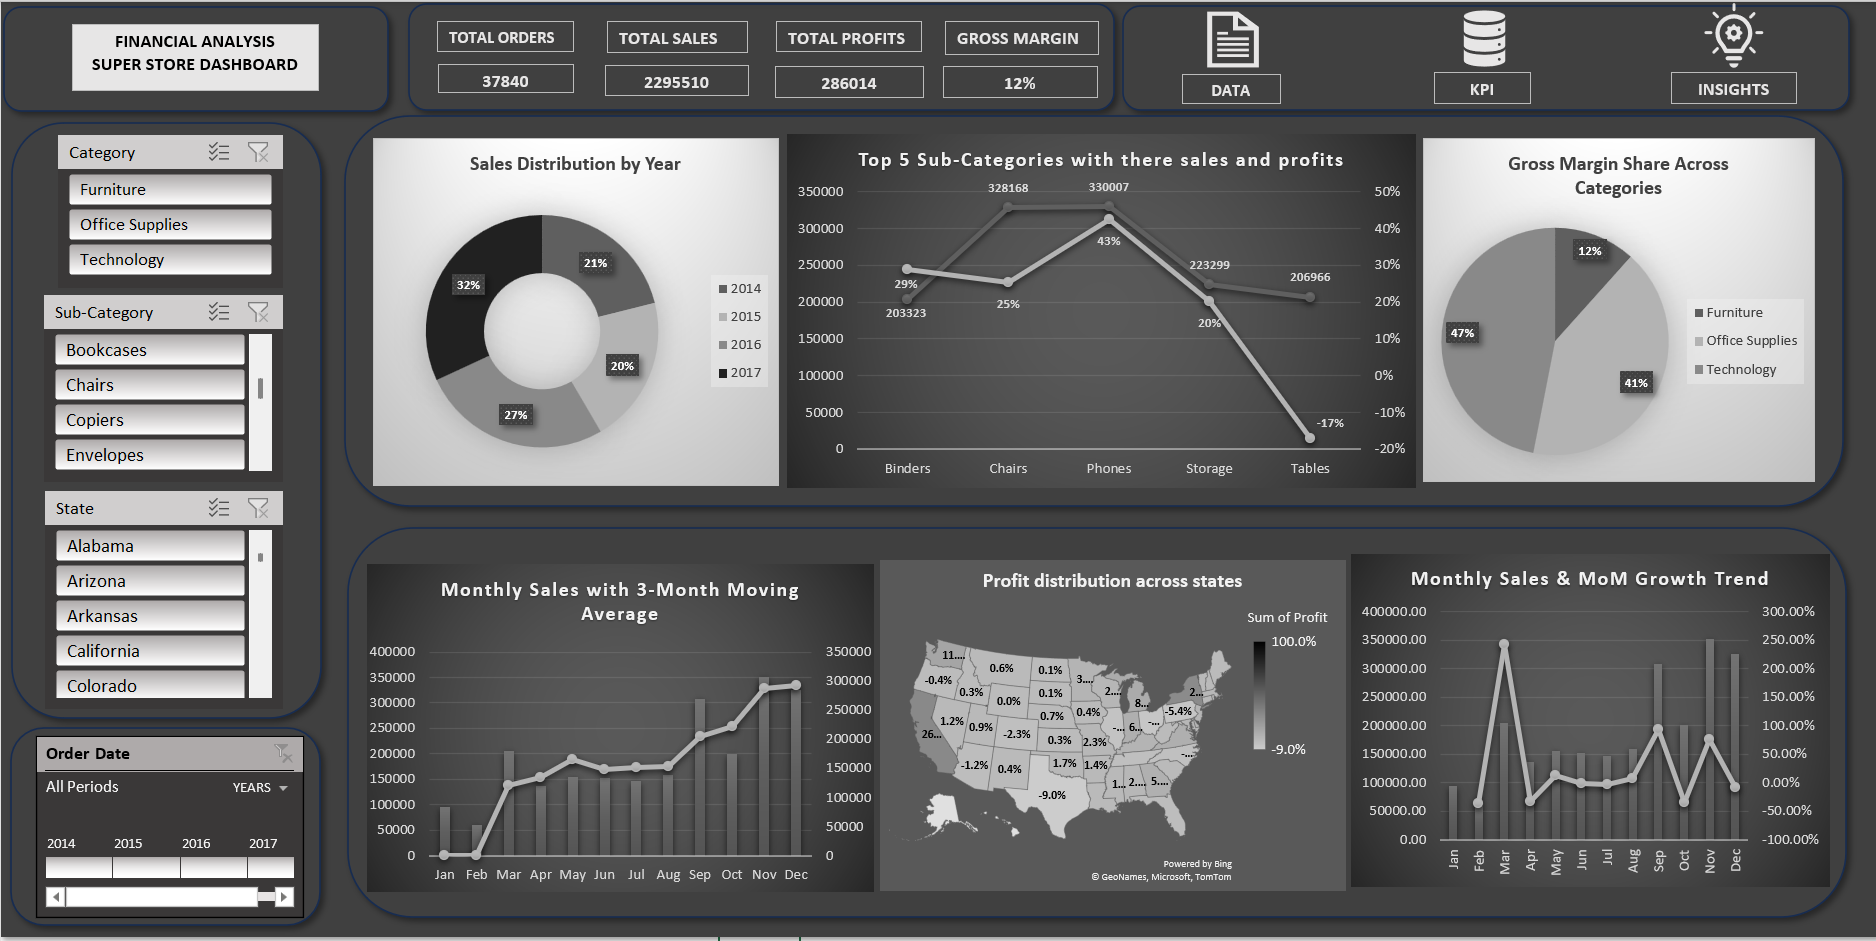 FINANCIAL ANALYSIS
SUPER STORE DASHBOARD
TOTAL ORDERS
37840
TOTAL SALES
2295510
TOTAL PROFITS
286014
GROSS MARGIN
12%
DATA
KPI
INSIGHTS
Category
Furniture
Office Supplies
Technology
Sub-Category
Bookcases
Chairs
Copiers
Envelopes
State
Alabama
Arizona
Arkansas
California
Colorado
Order Date
All Periods
YEARS
2014 2015 2016 2017
Sales Distribution by Year
21%
32%
20%
27%
2014
2015
2016
2017
Top 5 Sub-Categories with there sales and profits
350000
300000
250000
200000
150000
100000
50000
0
328168
330007
223299
206966
203323
29%
25%
43%
20%
-17%
50%
40%
30%
20%
10%
0%
-10%
-20%
Binders Chairs Phones Storage Tables
Gross Margin Share Across
Categories
12%
47%
41%
Furniture
Office Supplies
Technology
Monthly Sales with 3-Month Moving
Average
400000
350000
300000
250000
200000
150000
100000
50000
0
350000
300000
250000
200000
150000
100000
50000
0
Jan Feb Mar Apr May Jun Jul Aug Sep Oct Nov Dec
Profit distribution across states
Sum of Profit
100.0%
-9.0%
11....
0.6%
0.1%
3....
-0.4%
0.3%
0.0%
0.1%
2....
8...
2...
-5.4%
1.2%
0.9%
0.7%
0.4%
26...
-2.3%
0.3%
2.3%
-...
6...
-...
-...
-1.2%
0.4%
1.7%
1.4%
-9.0%
1...
2....
5....
Powered by Bing
© GeoNames, Microsoft, TomTom
Monthly Sales & MoM Growth Trend
400000.00
350000.00
300000.00
250000.00
200000.00
150000.00
100000.00
50000.00
0.00
300.00%
250.00%
200.00%
150.00%
100.00%
50.00%
0.00%
-50.00%
-100.00%
Jan Feb Mar Apr May Jun Jul Aug Sep Oct Nov Dec